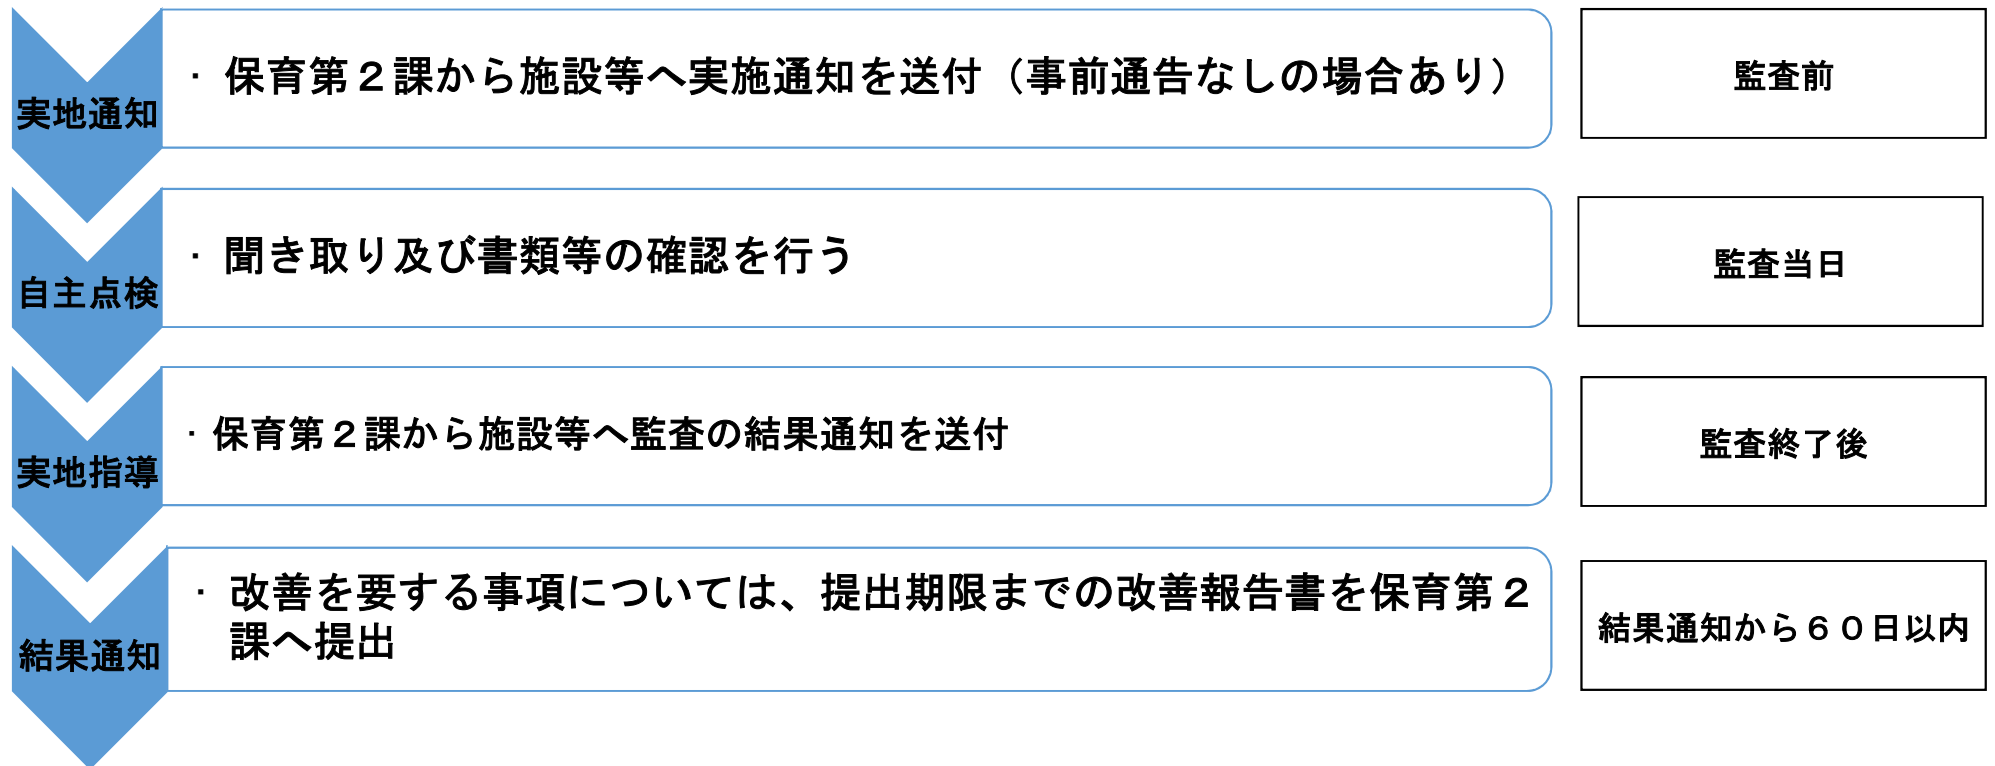 実地通知
・ 保育第２課から施設等へ実施通知を送付（事前通告なしの場合あり）
監査前
自主点検
・ 聞き取り及び書類等の確認を行う
監査当日
実地指導
・保育第２課から施設等へ監査の結果通知を送付
監査終了後
結果通知
・ 改善を要する事項については、提出期限までの改善報告書を保育第２
課へ提出
結果通知から６０日以内